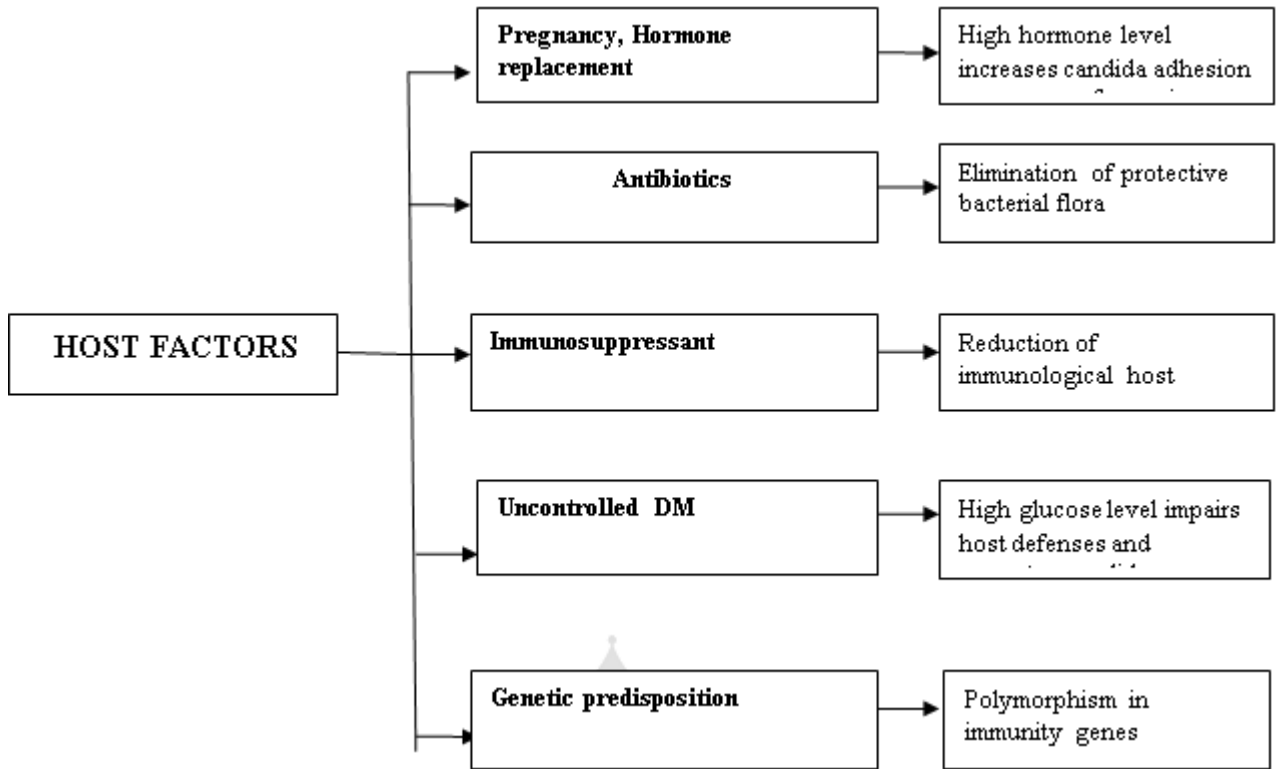 Pregnancy, Hormone
replacement
High hormone level
increases candida adhesion
Antibiotics
Elimination of protective
bacterial flora
HOST FACTORS
Immunosuppressant
Reduction of
immunological host
Uncontrolled DM
High glucose level impairs
host defenses and
Genetic predisposition
Polymorphism in
immunity genes